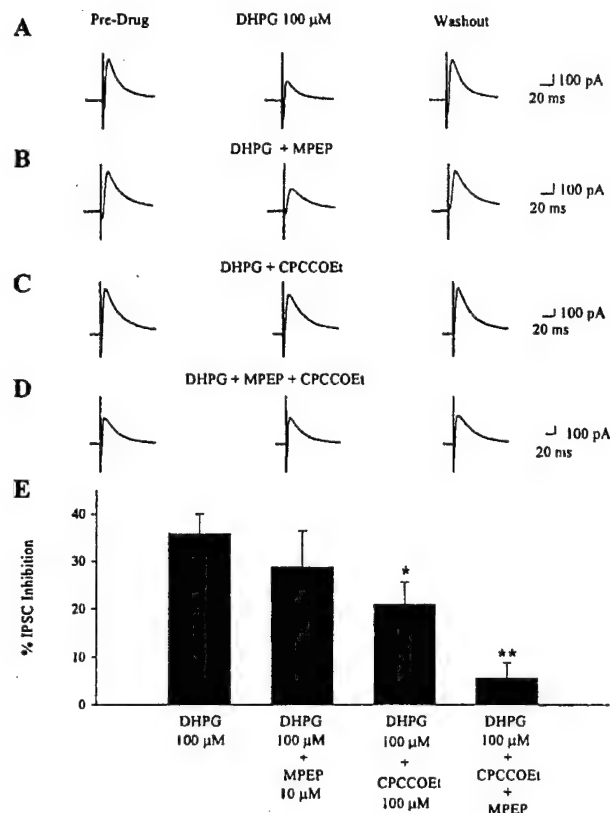 A
Pre-Drug DHPG 100 µM Washout
100 pA
20 ms
B
DHPG + MPEP
100 pA
20 ms
C
DHPG + CPCCOEt
100 pA
20 ms
D
DHPG + MPEP + CPCCOEt
100 pA
20 ms
E
% IPSC Inhibition
40
30
20
10
0
*
**
DHPG
100 µM
DHPG
100 µM
+
MPEP
10 µM
DHPG
100 µM
+
CPCCOEt
100 µM
DHPG
100 µM
+
CPCCOEt
+
MPEP